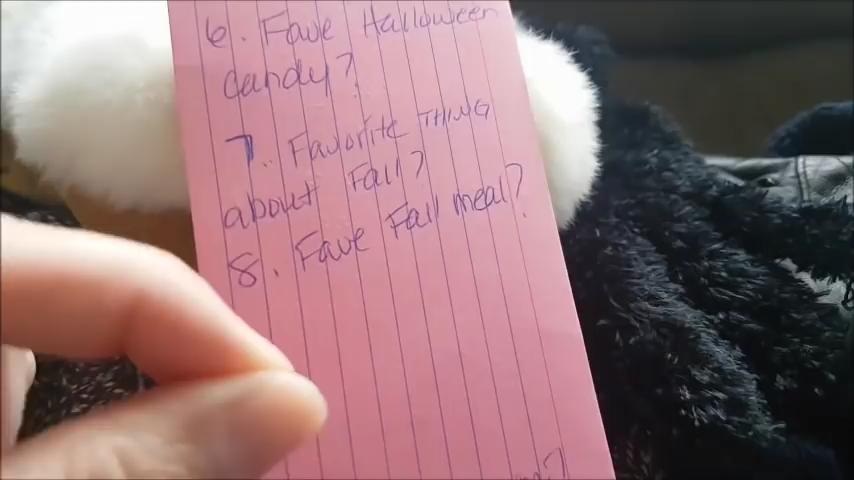 6. Fave Halloween
candy?
7. Favorite THING
about Fall?
8. Fave Fall meal?